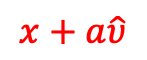 x + av̂